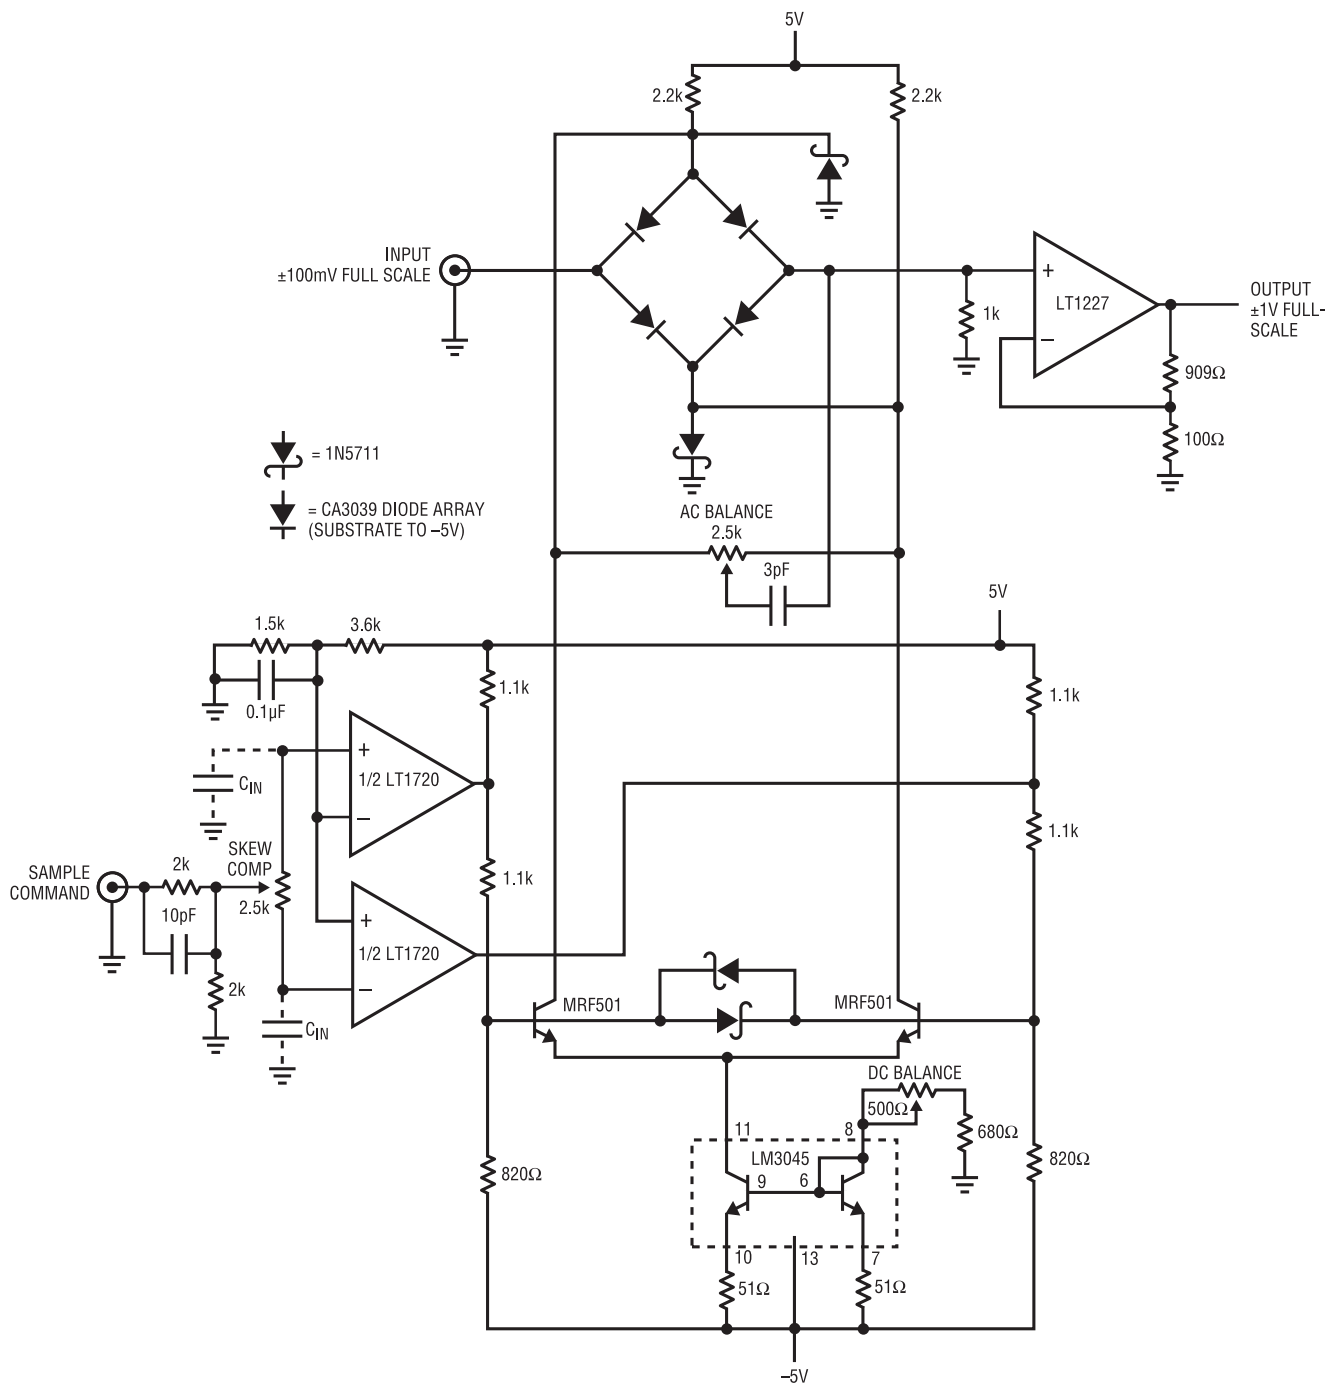 5V
2.2k
2.2k
INPUT
±100mV FULL SCALE
+
LT1227
−
1k
OUTPUT
±1V FULL-
SCALE
909Ω
100Ω
= 1N5711
= CA3039 DIODE ARRAY
(SUBSTRATE TO –5V)
AC BALANCE
2.5k
3pF
5V
1.5k
3.6k
0.1µF
1.1k
1.1k
+
1/2 LT1720
−
CIN
1.1k
1.1k
SKEW
COMP
2.5k
SAMPLE
COMMAND
2k
10pF
2k
+
1/2 LT1720
−
CIN
MRF501
MRF501
DC BALANCE
500Ω
680Ω
11
8
LM3045
9
6
820Ω
820Ω
10
13
7
51Ω
51Ω
–5V